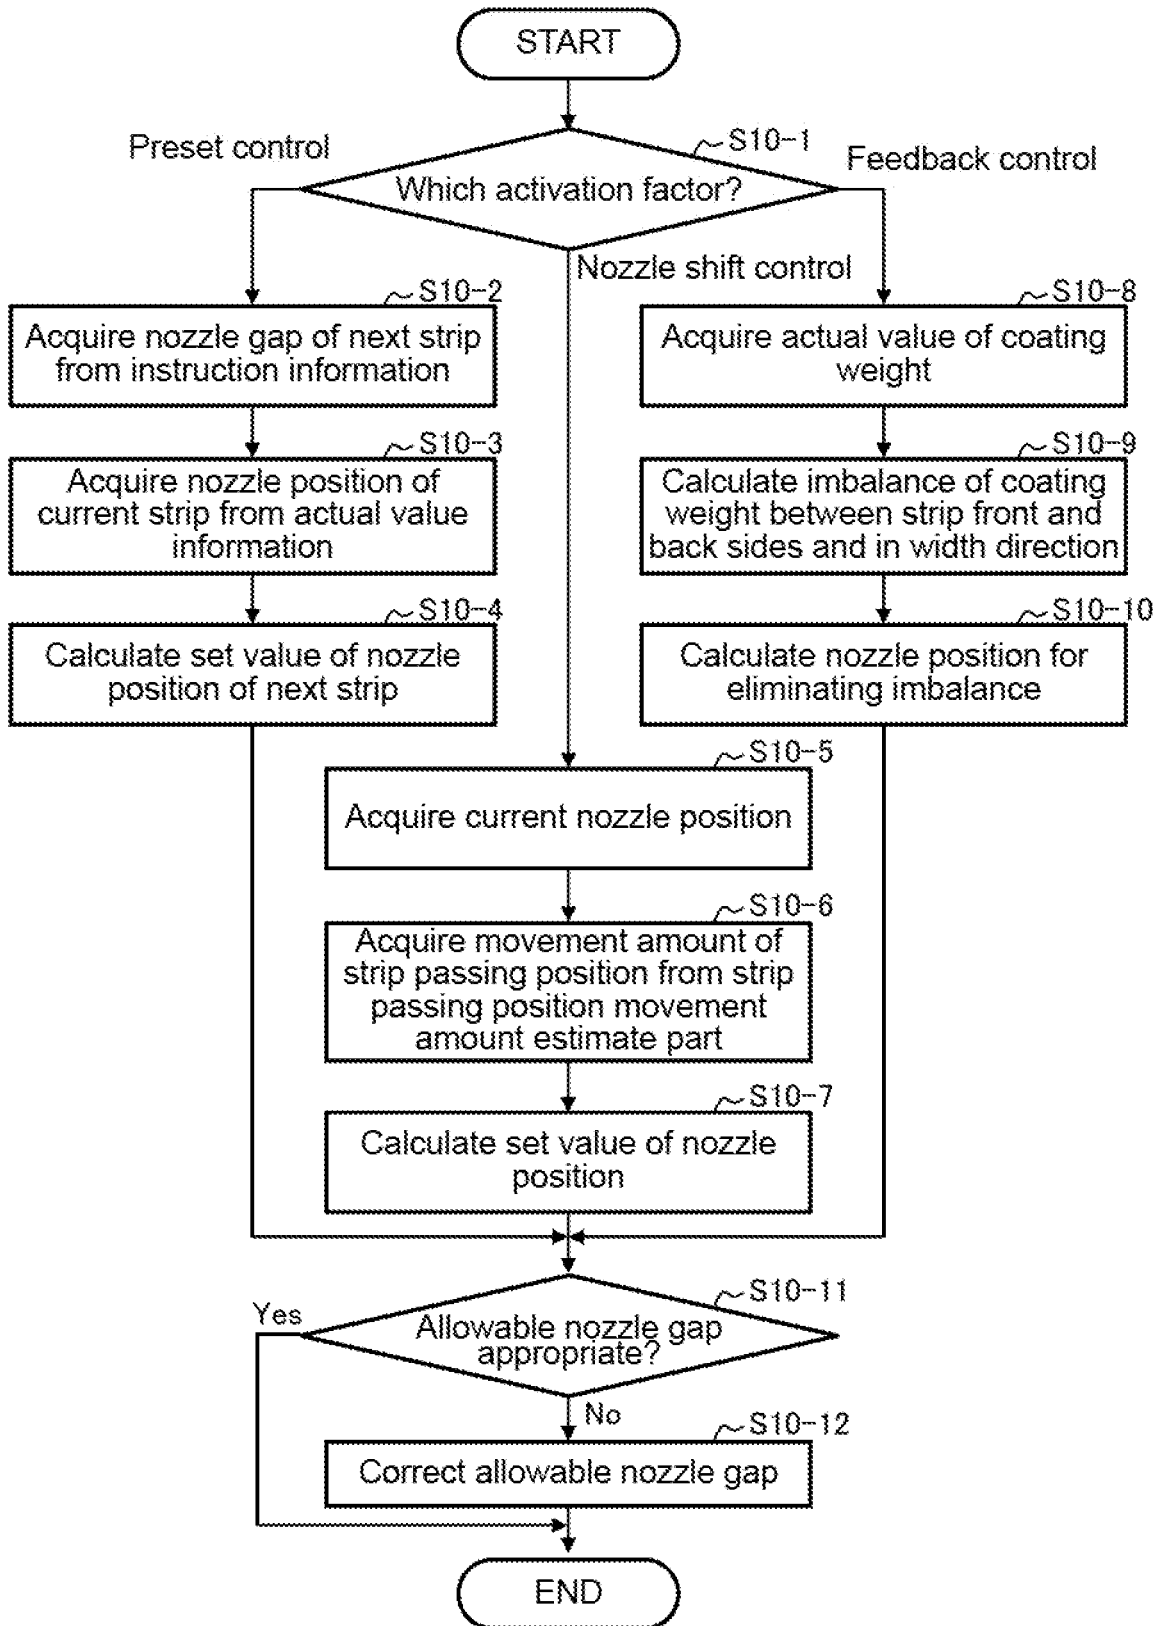 START
S10-1
Preset control
Feedback control
Which activation factor?
Nozzle shift control
S10-2
Acquire nozzle gap of next strip
from instruction information
S10-3
Acquire nozzle position of
current strip from actual value
information
S10-4
Calculate set value of nozzle
position of next strip
S10-8
Acquire actual value of coating
weight
S10-9
Calculate imbalance of coating
weight between strip front and
back sides and in width direction
S10-10
Calculate nozzle position for
eliminating imbalance
S10-5
Acquire current nozzle position
S10-6
Acquire movement amount of
strip passing position from strip
passing position movement
amount estimate part
S10-7
Calculate set value of nozzle
position
S10-11
Yes
Allowable nozzle gap
appropriate?
No
S10-12
Correct allowable nozzle gap
END